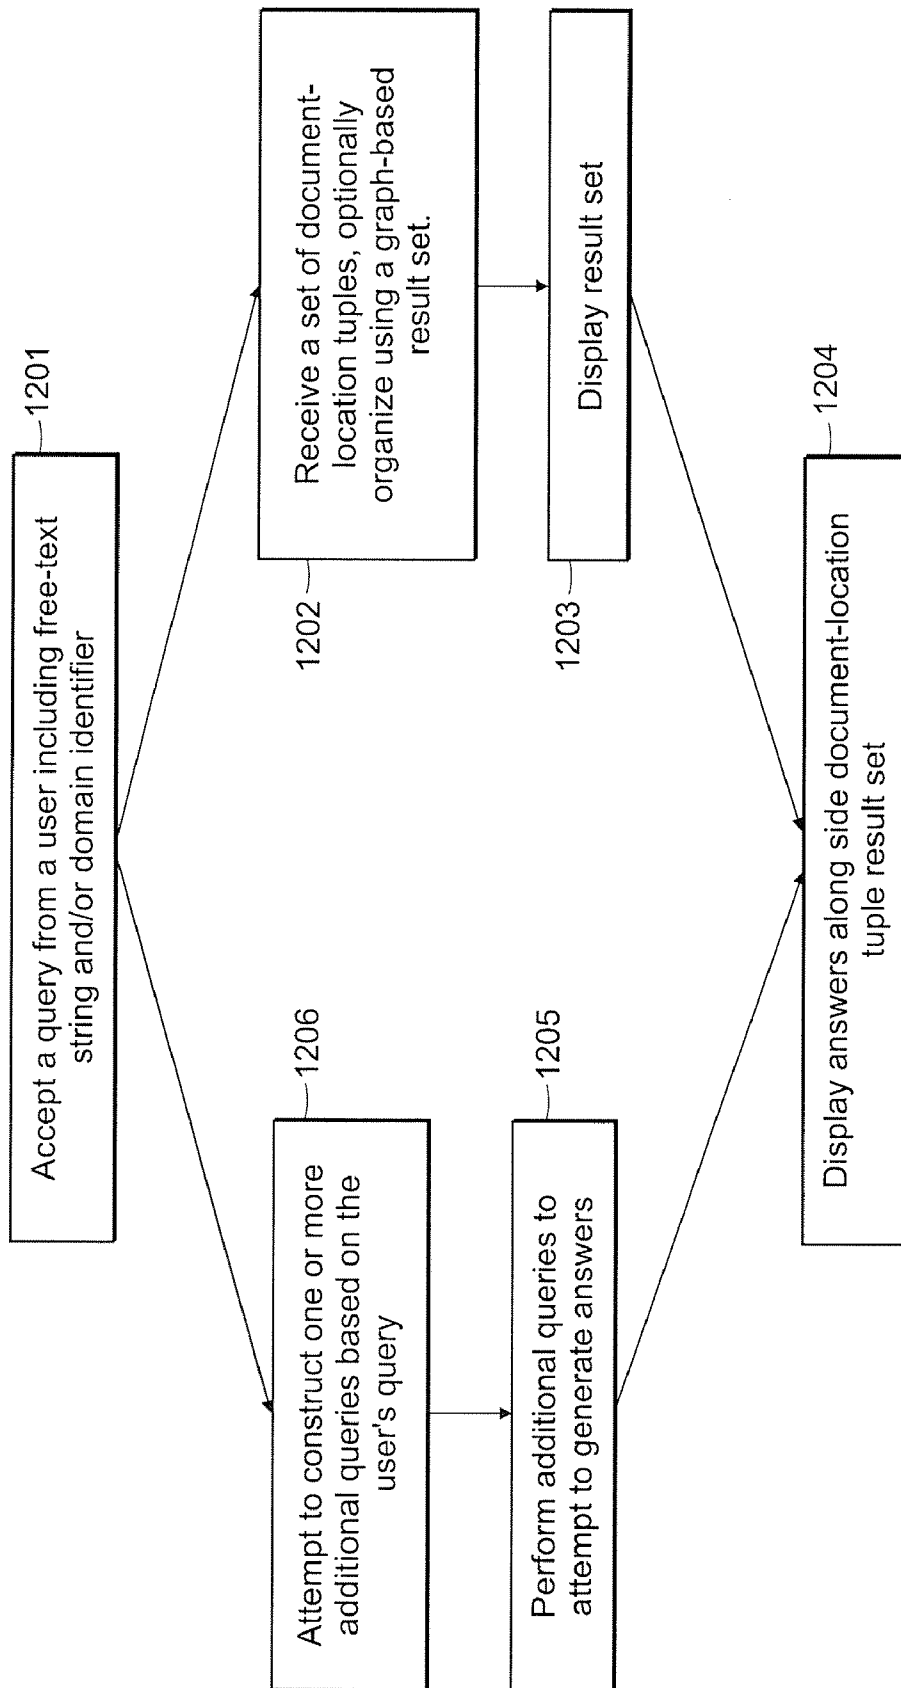 Accept a query from a user including free-text
string and/or domain identifier
1201
Attempt to construct one or more
additional queries based on the
user's query
1206
Receive a set of document-
location tuples, optionally
organize using a graph-based
result set.
1202
Perform additional queries to
attempt to generate answers
1205
Display result set
1203
Display answers along side document-location
tuple result set
1204